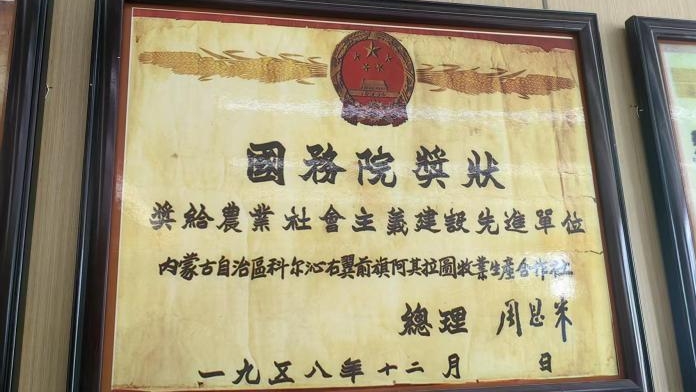 國務院獎狀
獎給農業社會主義建設先進單位
內蒙古自治區科尔沁右翼前旗阿其拉圖牧業生產合作社
總理 周恩來
一九五八年十二月 日